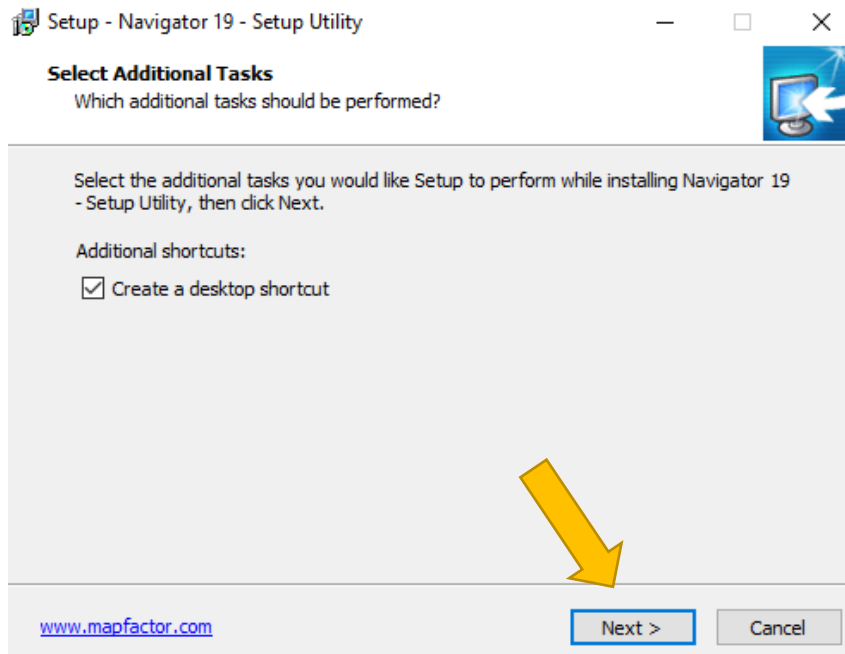 Setup - Navigator 19 - Setup Utility
Select Additional Tasks
Which additional tasks should be performed?
Select the additional tasks you would like Setup to perform while installing Navigator 19
- Setup Utility, then click Next.
Additional shortcuts:
Create a desktop shortcut
www.mapfactor.com
Next >
Cancel